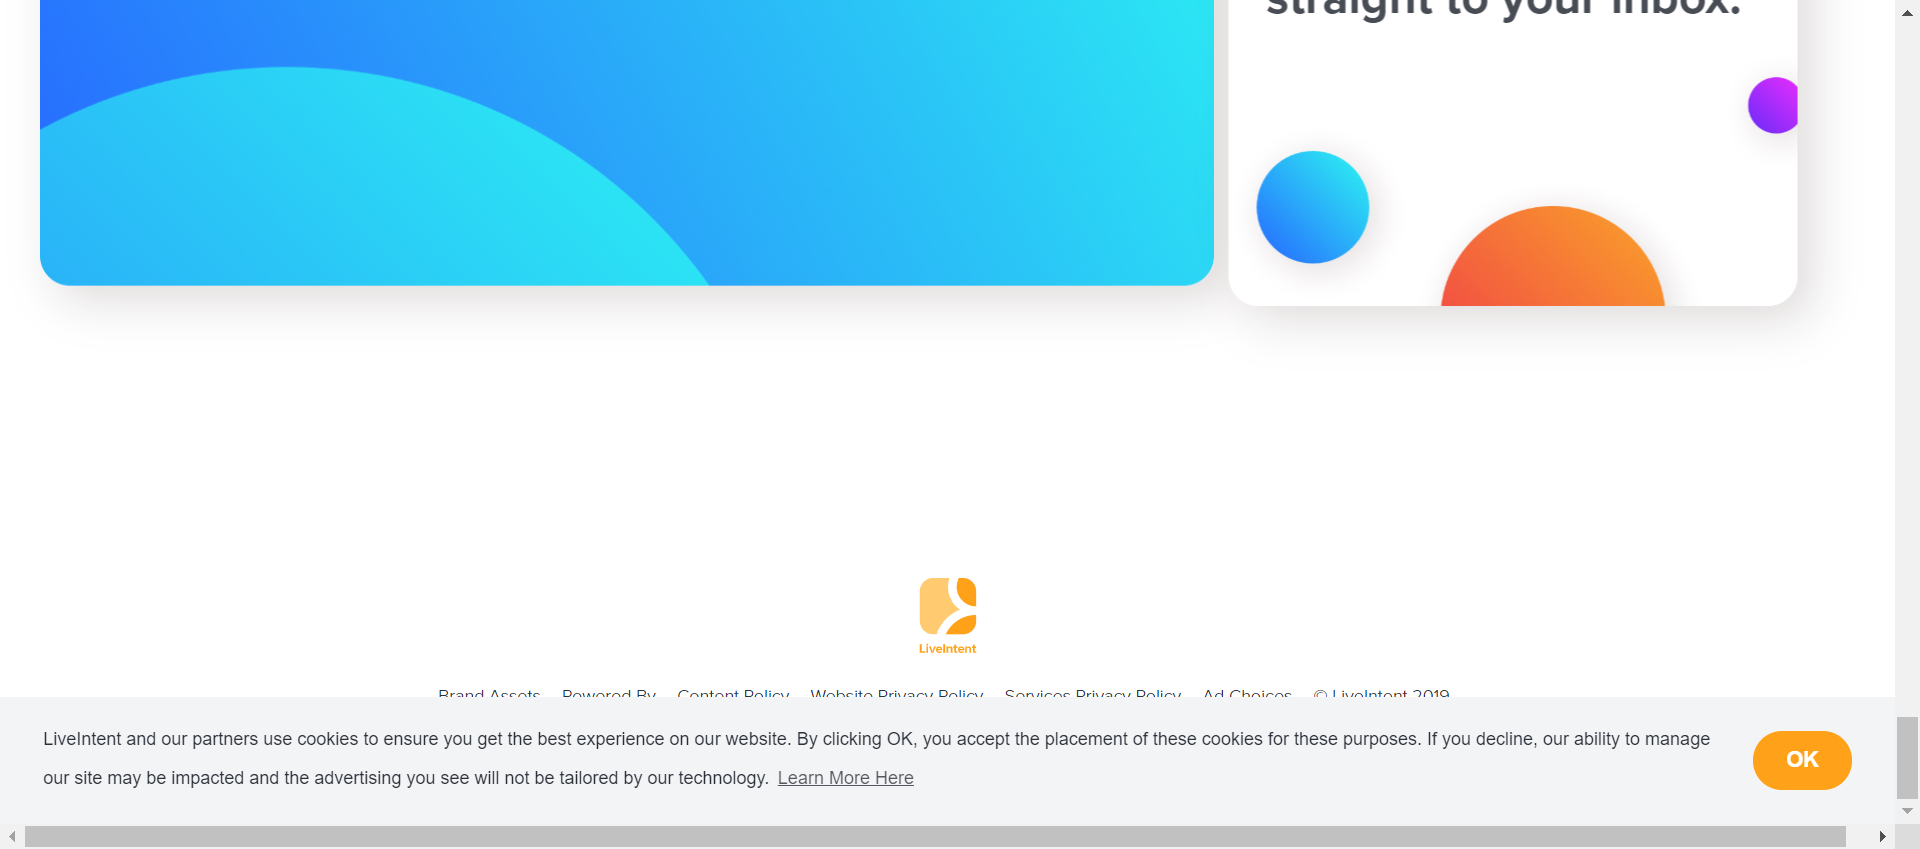 straight to your inbox.
LiveIntent
Brand Assets Powered By Content Policy Website Privacy Policy Services Privacy Policy Ad Choices © LiveIntent 2019
LiveIntent and our partners use cookies to ensure you get the best experience on our website. By clicking OK, you accept the placement of these cookies for these purposes. If you decline, our ability to manage
our site may be impacted and the advertising you see will not be tailored by our technology. Learn More Here
OK